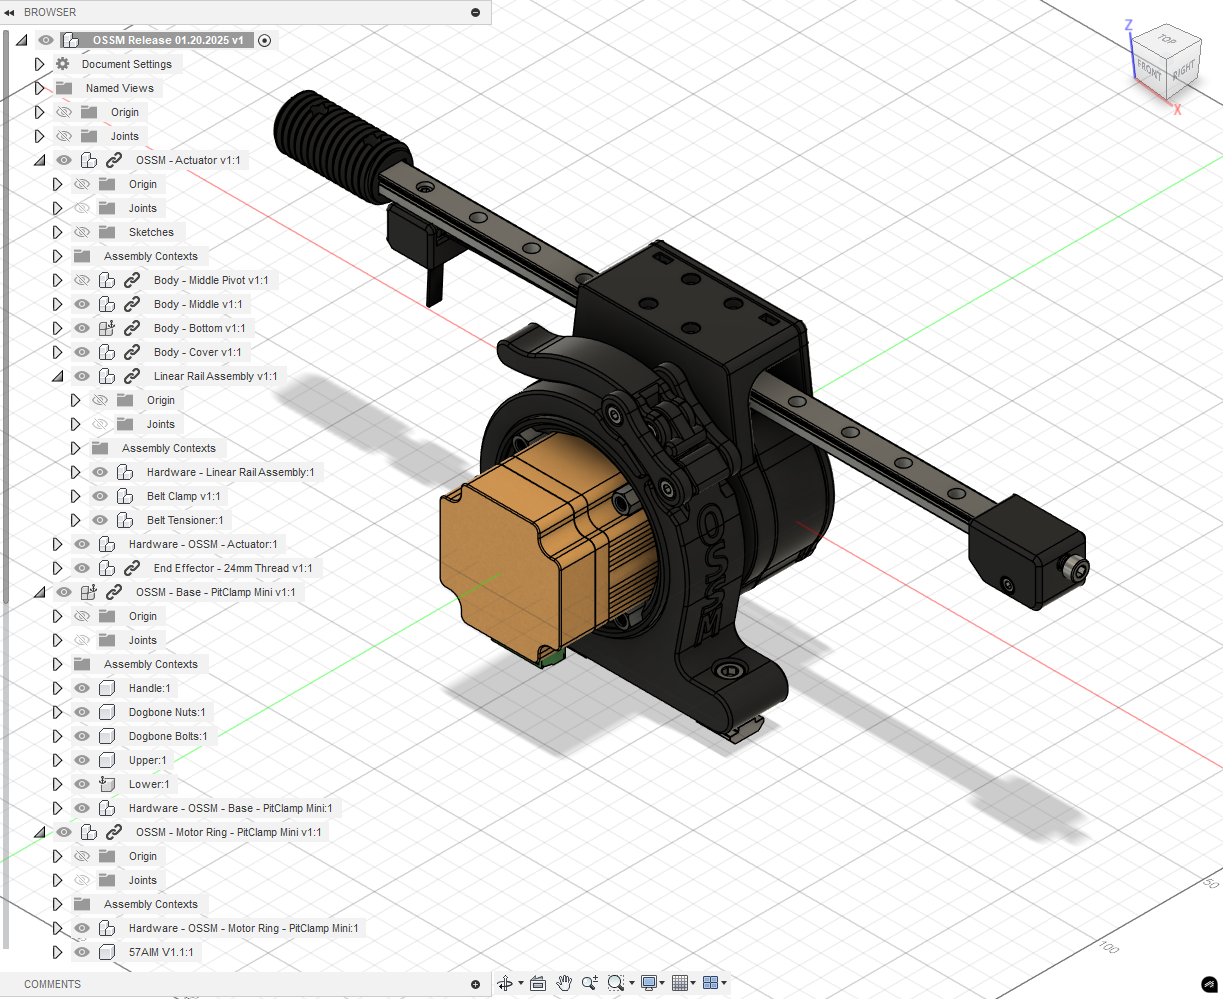 BROWSER
OSSM Release 01.20.2025 v1
Document Settings
Named Views
Origin
Joints
OSSM - Actuator v1:1
Origin
Joints
Sketches
Assembly Contexts
Body - Middle Pivot v1:1
Body - Middle v1:1
Body - Bottom v1:1
Body - Cover v1:1
Linear Rail Assembly v1:1
Origin
Joints
Assembly Contexts
Hardware - Linear Rail Assembly:1
Belt Clamp v1:1
Belt Tensioner:1
Hardware - OSSM - Actuator:1
End Effector - 24mm Thread v1:1
OSSM - Base - PitClamp Mini v1:1
Origin
Joints
Assembly Contexts
Handle:1
Dogbone Nuts:1
Dogbone Bolts:1
Upper:1
Lower:1
Hardware - OSSM - Base - PitClamp Mini:1
OSSM - Motor Ring - PitClamp Mini v1:1
Origin
Joints
Assembly Contexts
Hardware - OSSM - Motor Ring - PitClamp Mini:1
57AIM V1.1:1
COMMENTS
Z
TOP
FRONT
RIGHT
X
OSSM
50
100